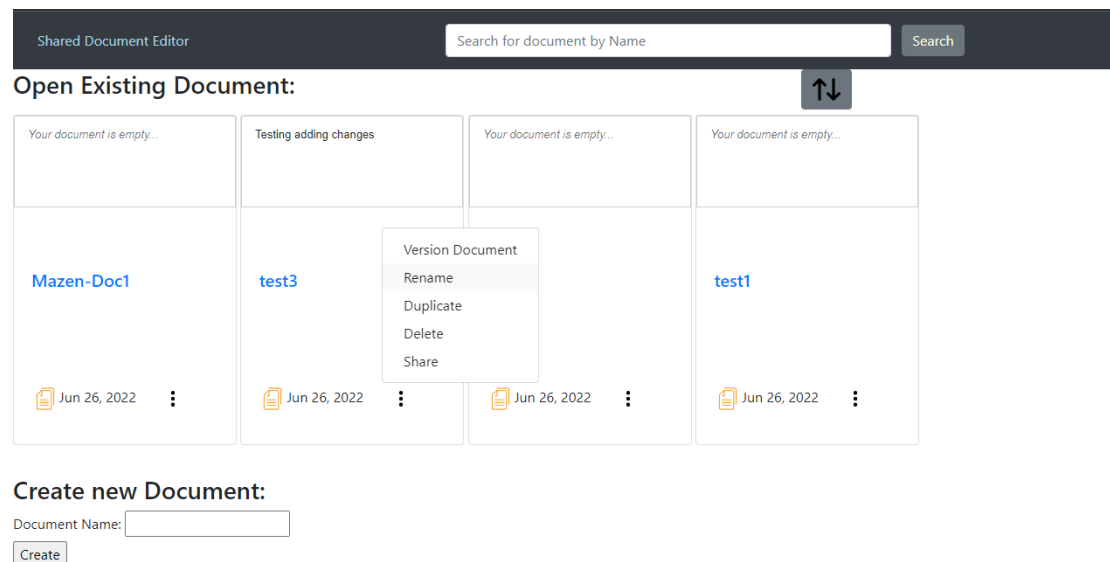 Shared Document Editor
Search for document by Name
Search
Open Existing Document:
Your document is empty...
Testing adding changes
Your document is empty...
Your document is empty...
Mazen-Doc1
test3
test1
Version Document
Rename
Duplicate
Delete
Share
Jun 26, 2022
Jun 26, 2022
Jun 26, 2022
Jun 26, 2022
Create new Document:
Document Name:
Create